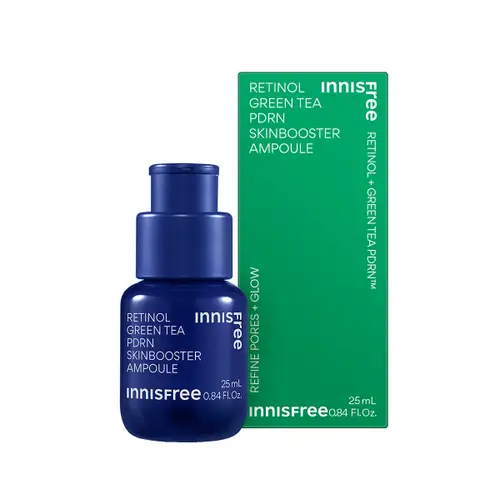 RETINOL
GREEN TEA
PDRN
SKINBOOSTER
AMPOULE
INNISFree
RETINOL + GREEN TEA PDRN™
REFINE PORES + GLOW
25 mL
INNISFree 0.84 Fl.Oz.
RETINOL
GREEN TEA
PDRN
SKINBOOSTER
AMPOULE
INNISFree
25 mL
INNISFree 0.84 Fl.Oz.